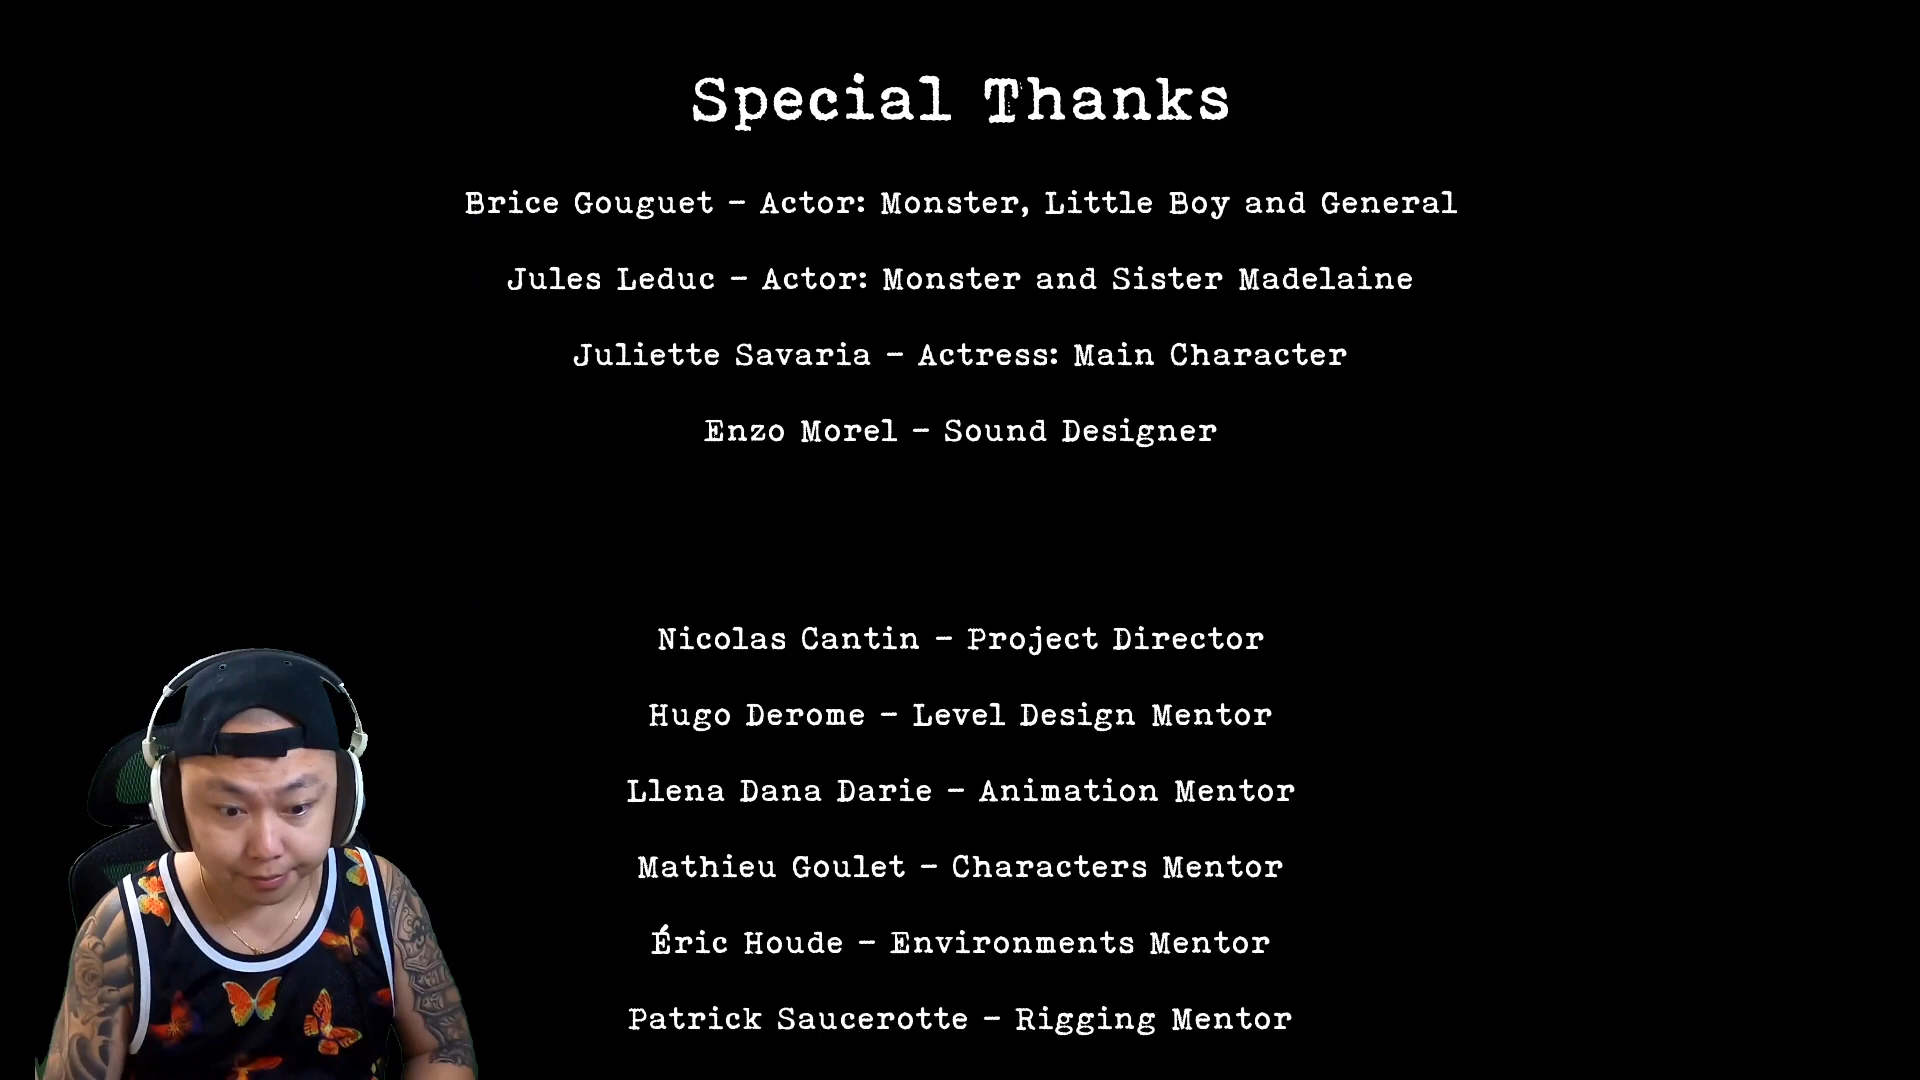 Special Thanks
Brice Gouguet - Actor: Monster, Little Boy and General
Jules Leduc - Actor: Monster and Sister Madelaine
Juliette Savaria - Actress: Main Character
Enzo Morel - Sound Designer
Nicolas Cantin - Project Director
Hugo Derome - Level Design Mentor
Llena Dana Darie - Animation Mentor
Mathieu Goulet - Characters Mentor
Éric Houde - Environments Mentor
Patrick Saucerotte - Rigging Mentor